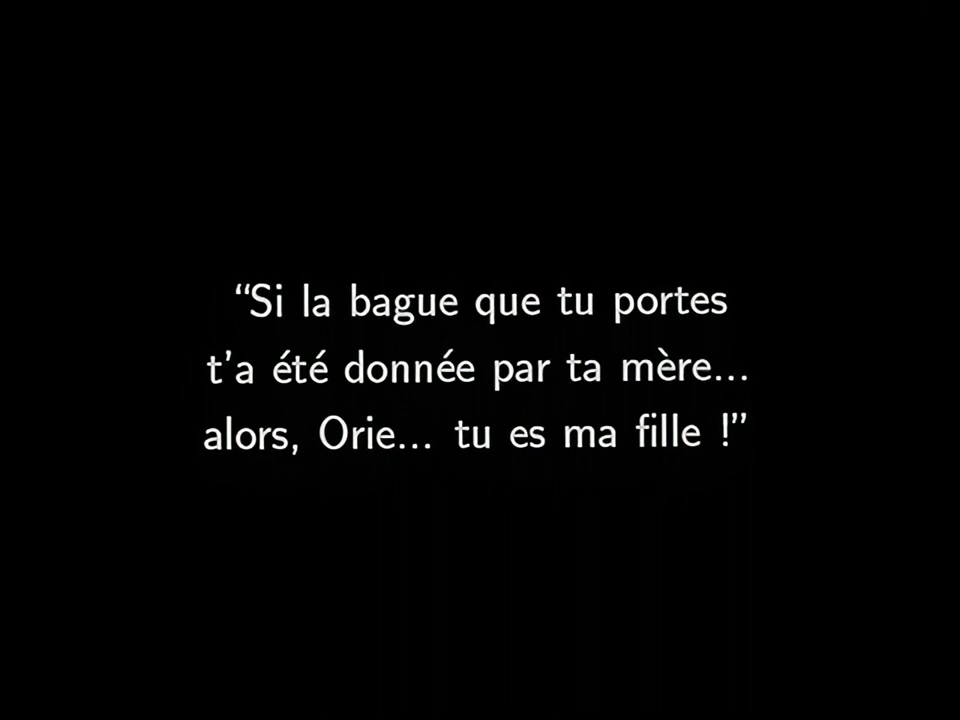 “Si la bague que tu portes
t'a été donnée par ta mère...
alors, Orie... tu es ma fille !”